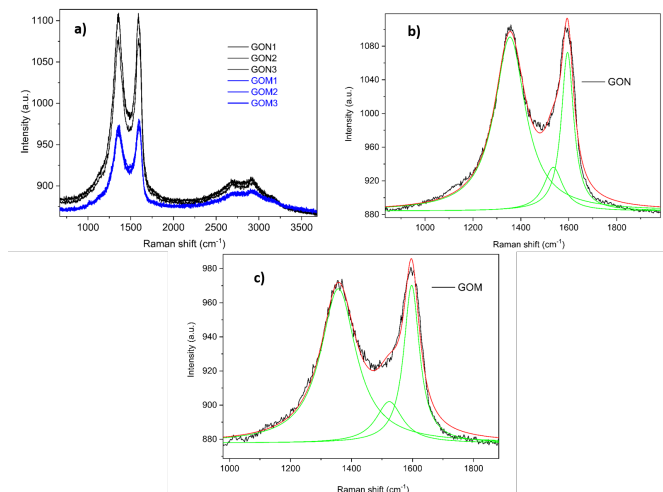 a)
1100
1050
1000
950
900
Intensity (a.u.)
GON1
GON2
GON3
GOM1
GOM2
GOM3
1000 1500 2000 2500 3000 3500
Raman shift (cm⁻¹)
b)
1080
1040
1000
960
920
880
Intensity (a.u.)
GON
1000 1200 1400 1600 1800
Raman shift (cm⁻¹)
c)
980
960
940
920
900
880
Intensity (a.u.)
GOM
1000 1200 1400 1600 1800
Raman shift (cm⁻¹)